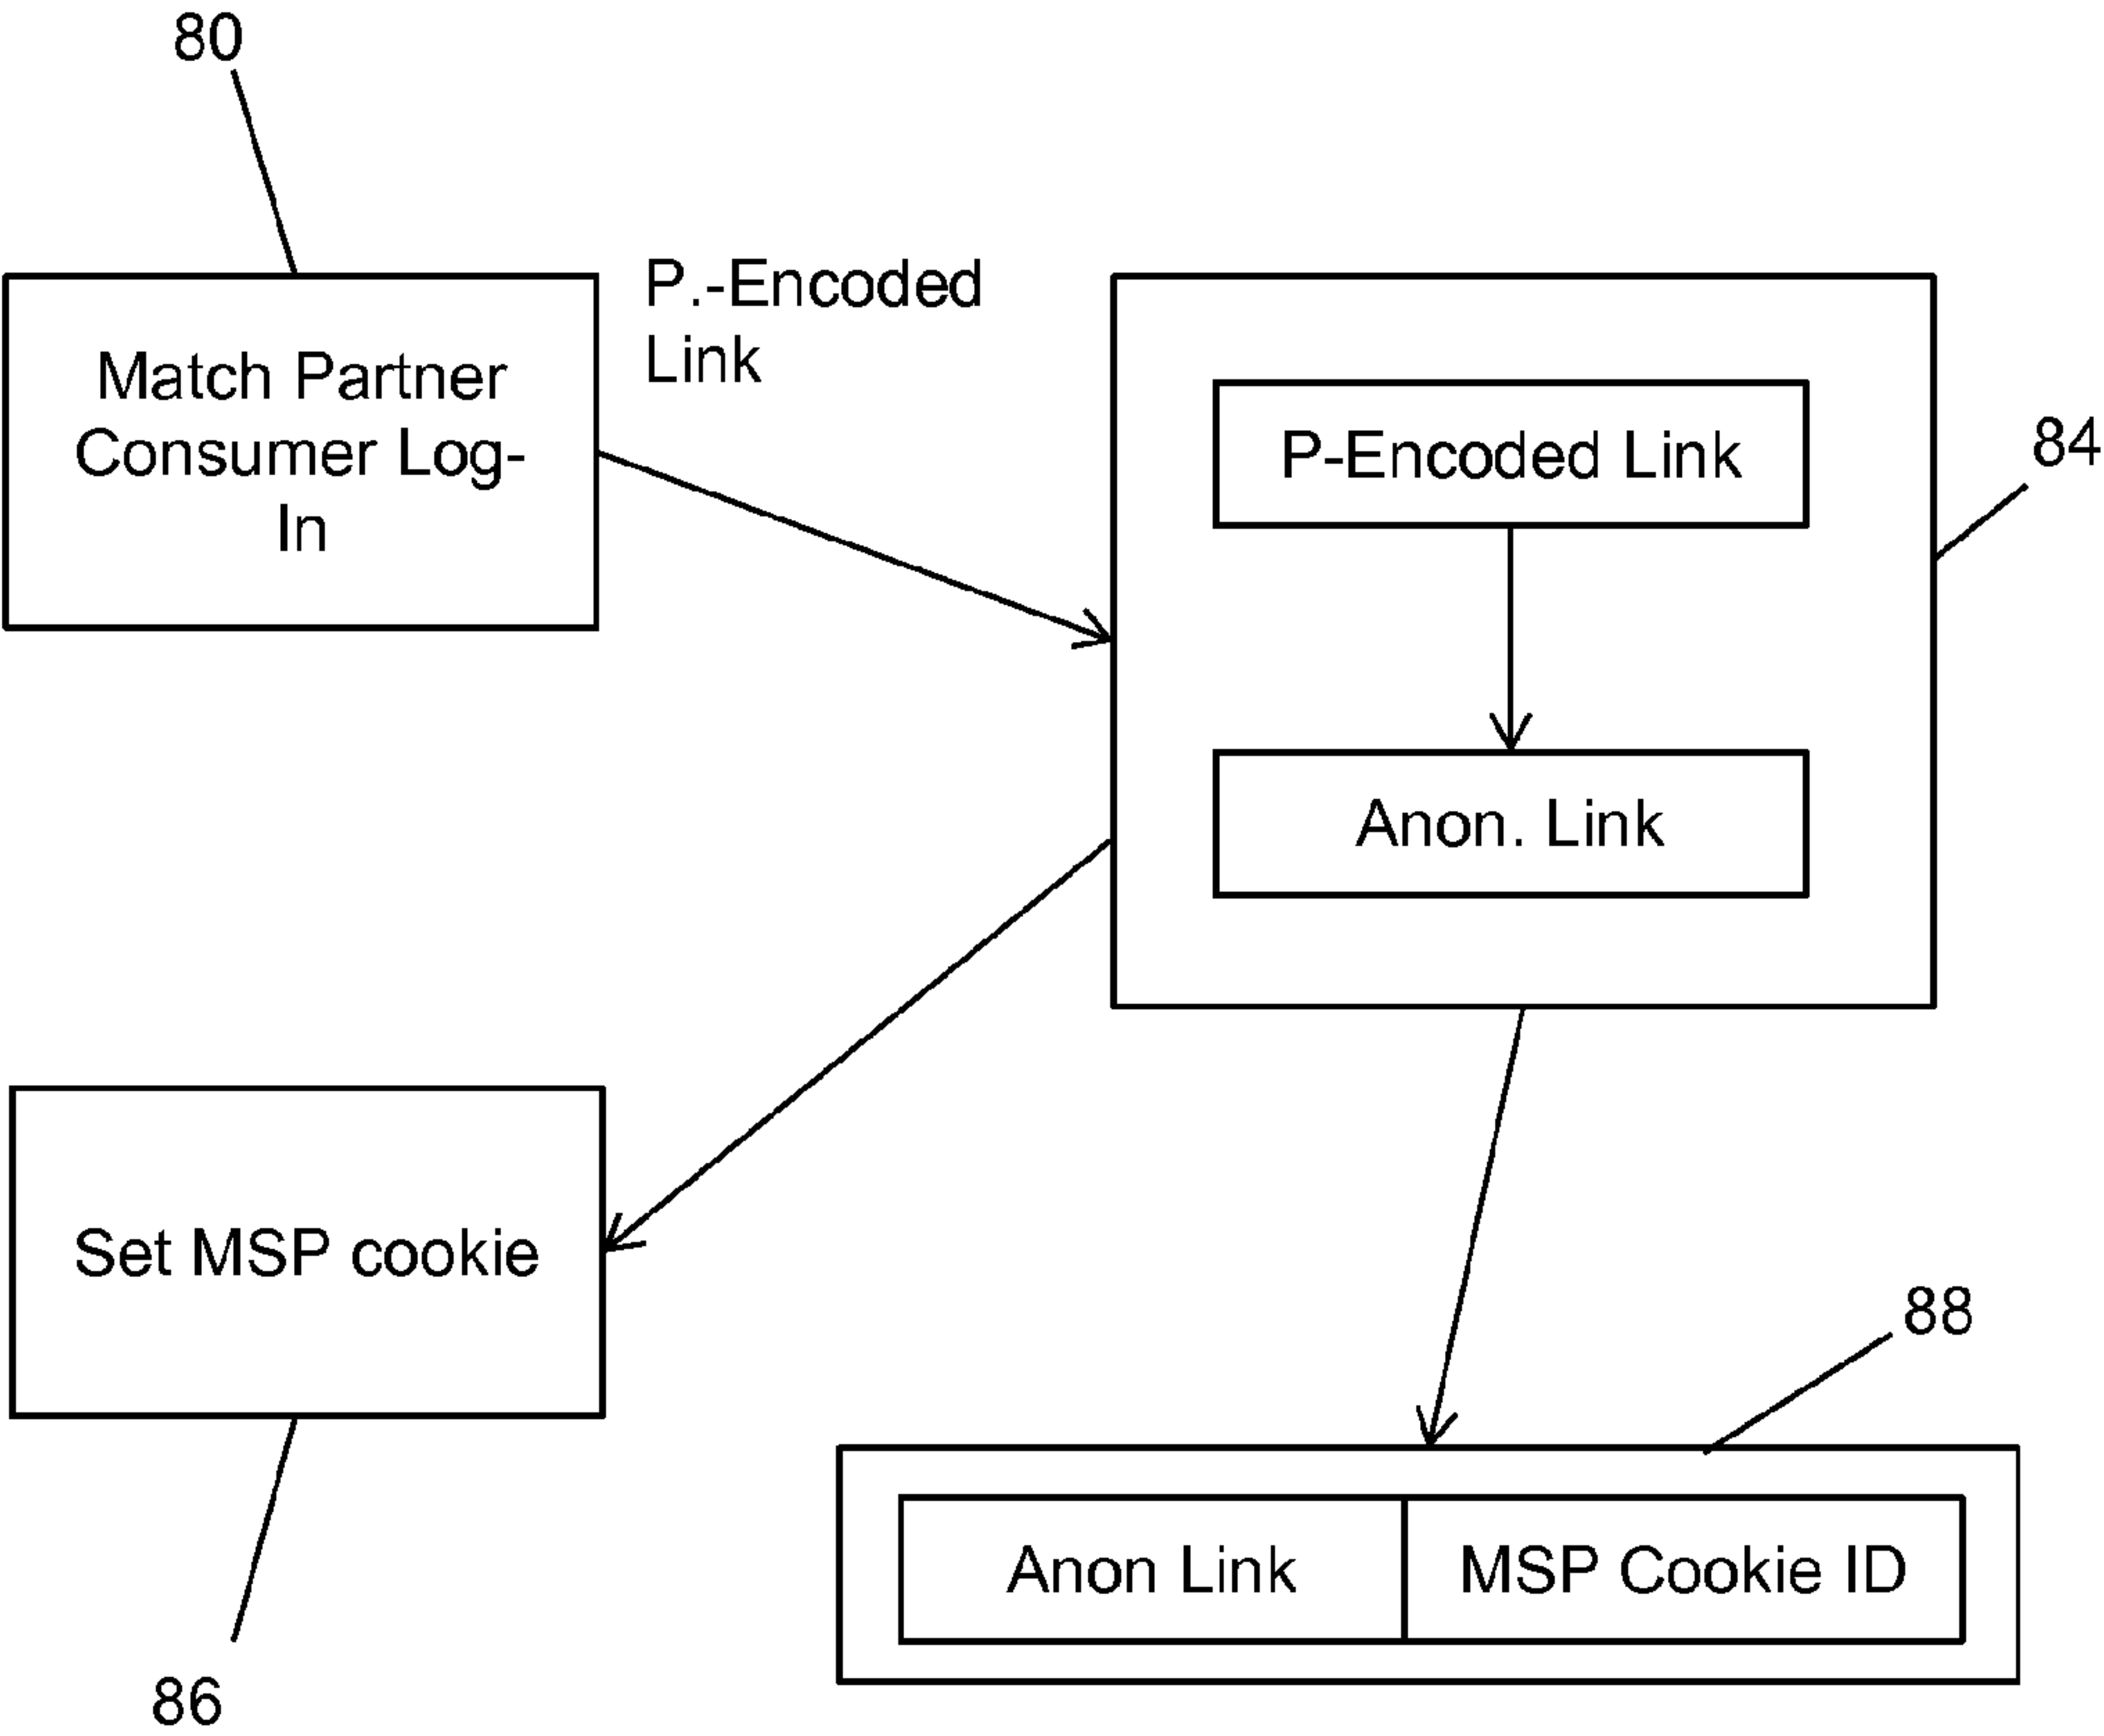 80
P.-Encoded
Link
Match Partner
Consumer Log-
In
P-Encoded Link
84
Anon. Link
Set MSP cookie
88
Anon Link
MSP Cookie ID
86